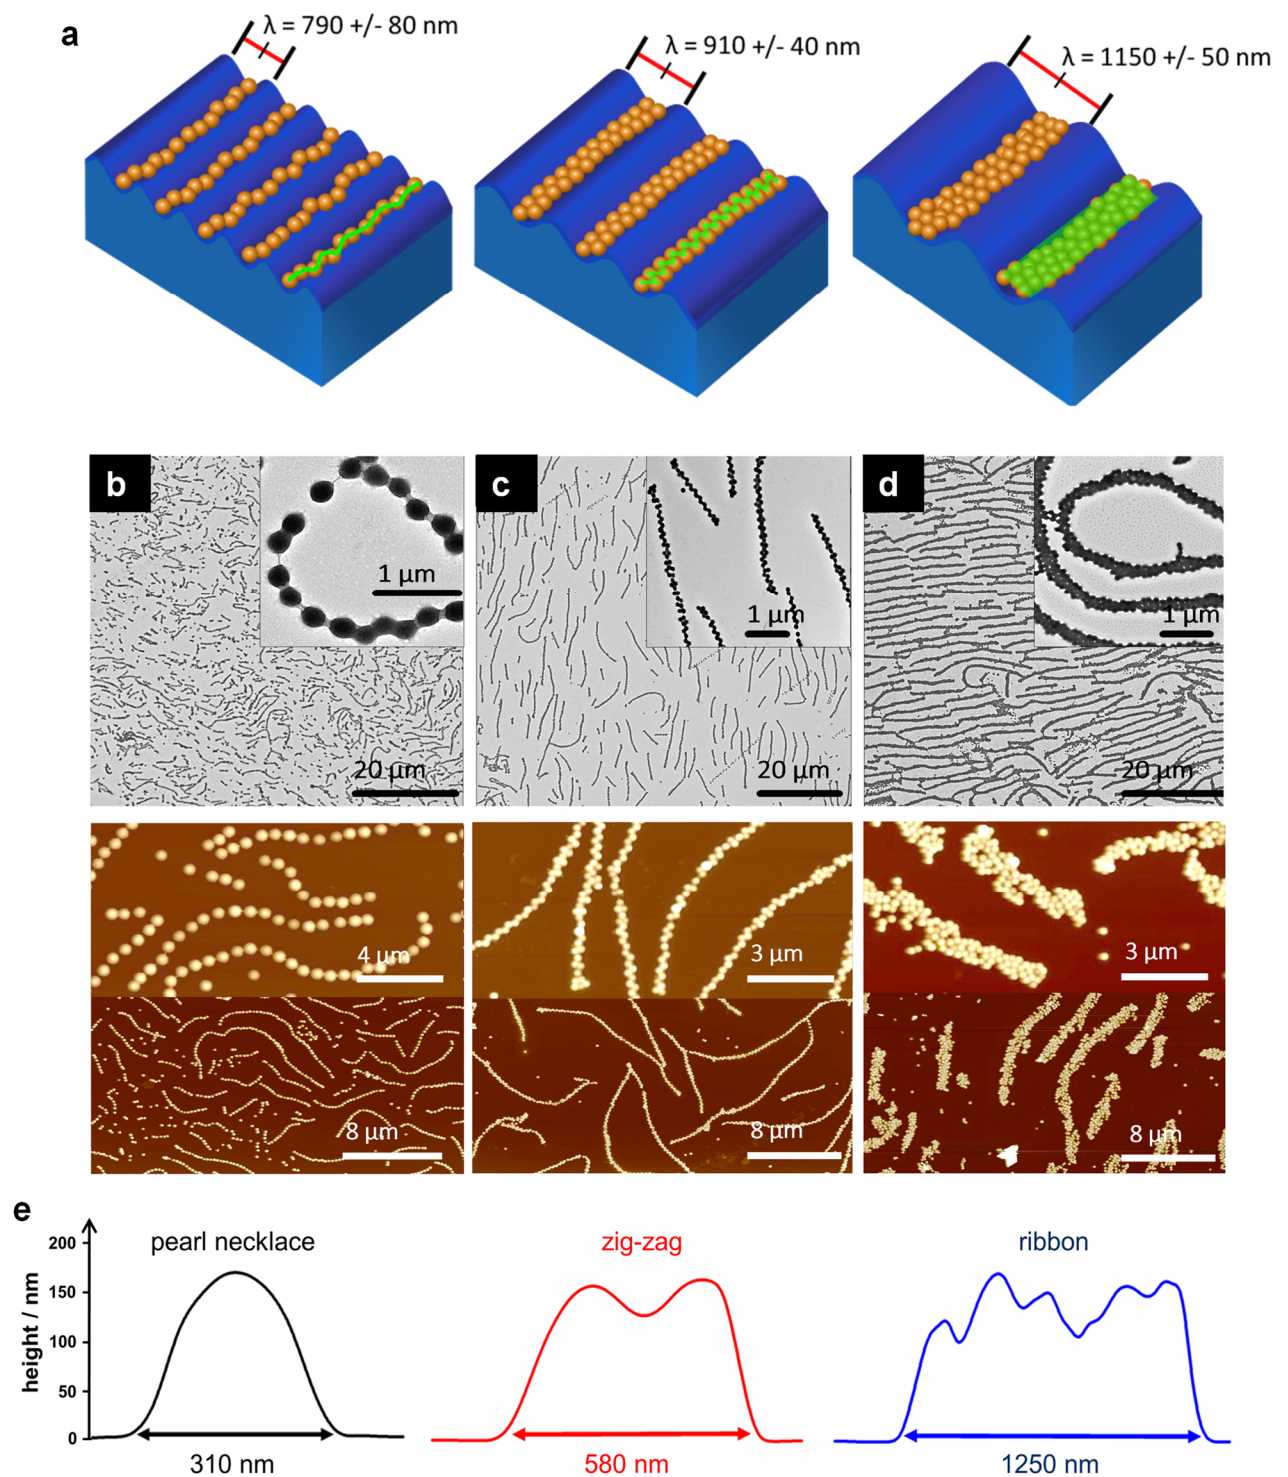 a
λ = 790 +/- 80 nm
λ = 910 +/- 40 nm
λ = 1150 +/- 50 nm
b
1 μm
20 μm
c
1 μm
20 μm
d
1 μm
20 μm
4 μm
3 μm
3 μm
8 μm
8 μm
8 μm
e
height / nm
200
150
100
50
0
pearl necklace
310 nm
zig-zag
580 nm
ribbon
1250 nm